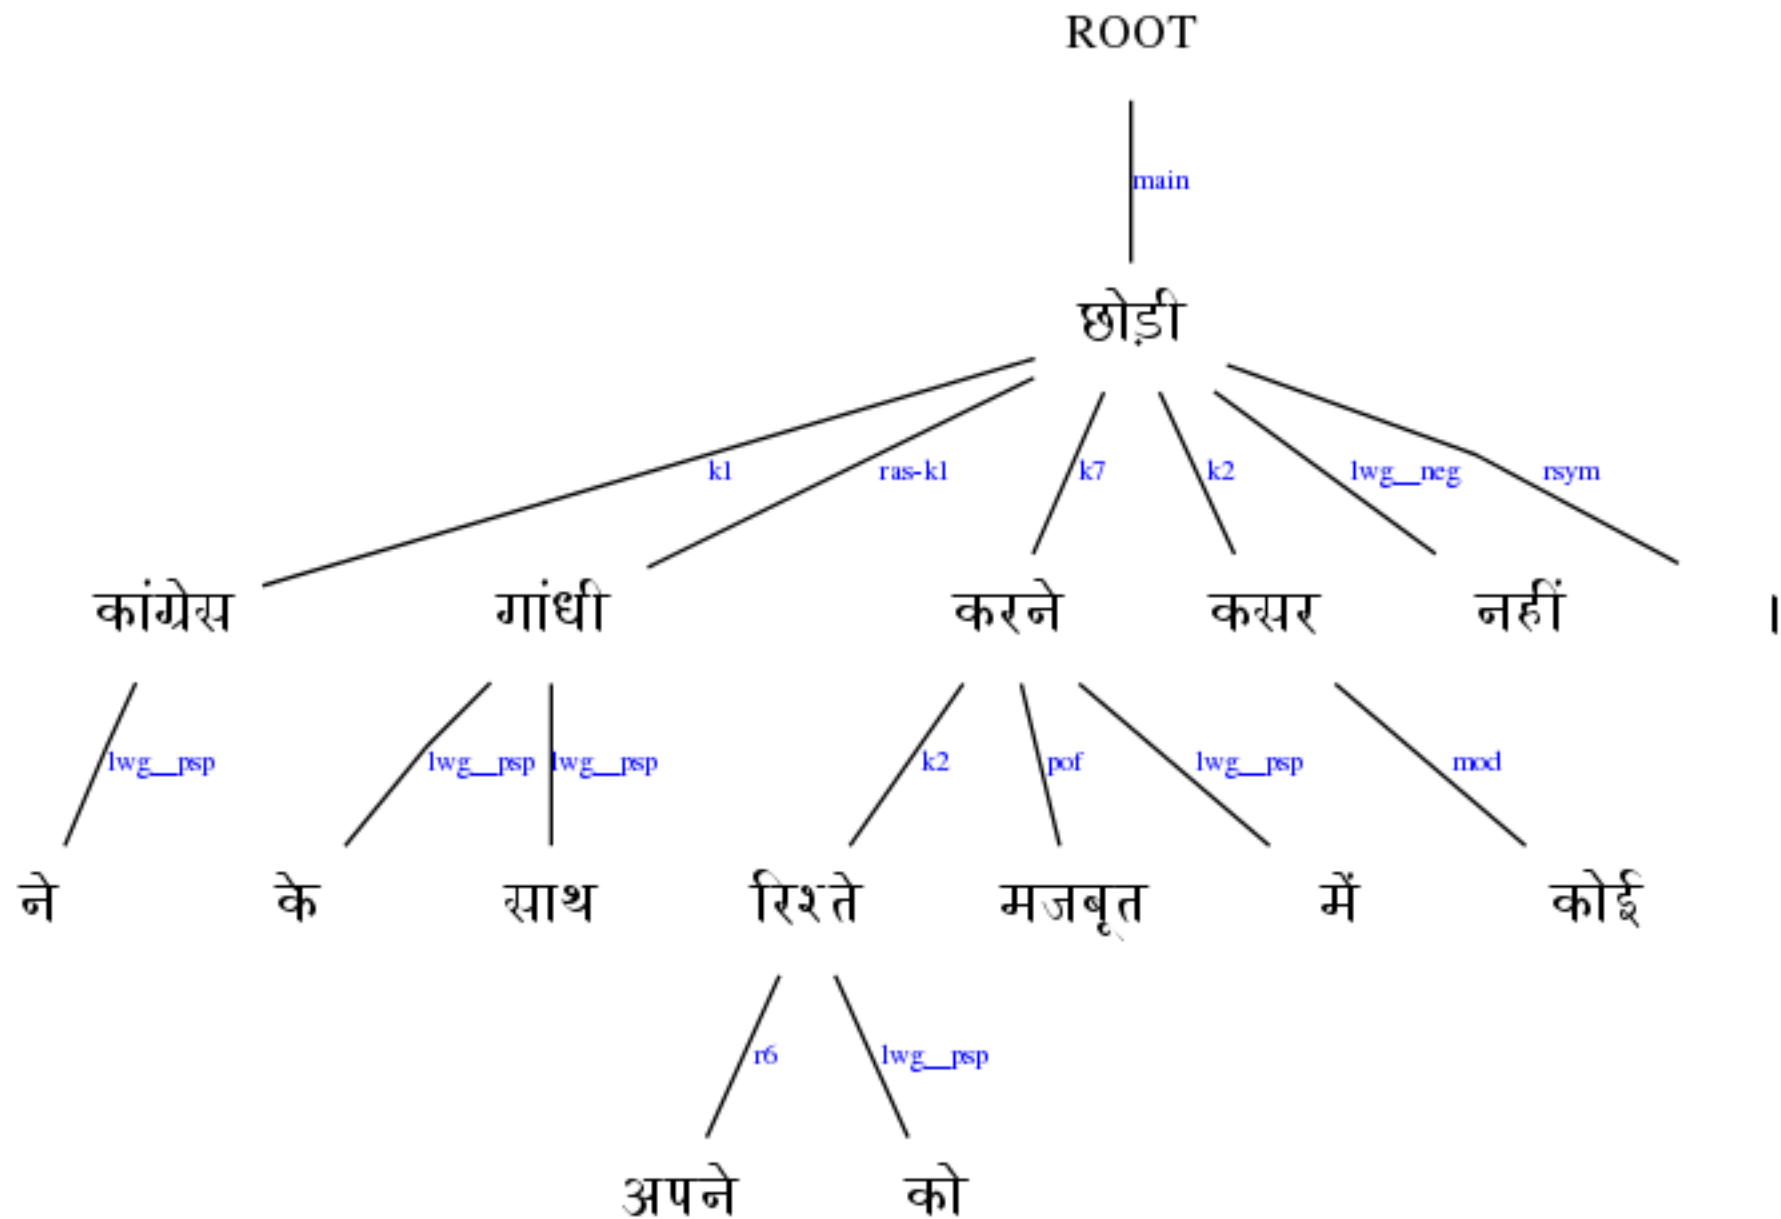 ROOT
main
छोड़ी
k1 ras-k1 k7 k2 lwg__neg rsym
कांग्रेस गांधी करने कसर नहीं ।
lwg__psp lwg__psp lwg__psp k2 pof lwg__psp mod
ने के साथ रिश्ते मजबूत में कोई
r6 lwg__psp
अपने को